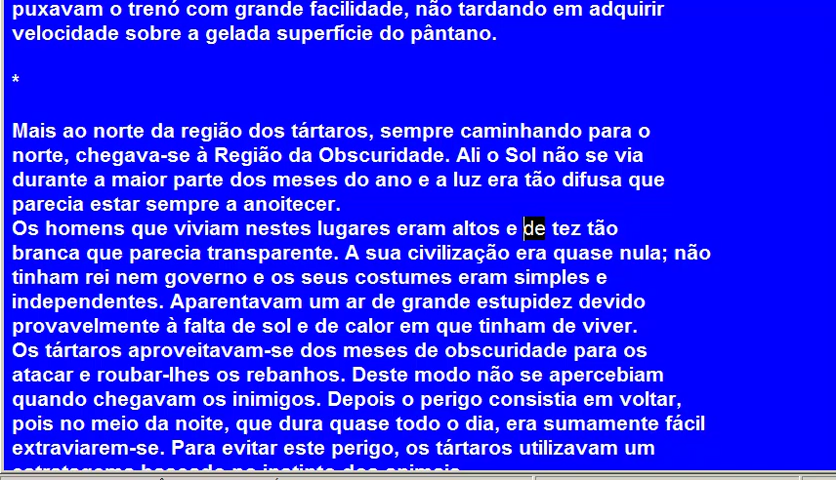 puxavam o trenó com grande facilidade, não tardando em adquirir
velocidade sobre a gelada superfície do pântano.
*
Mais ao norte da região dos tártaros, sempre caminhando para o
norte, chegava-se à Região da Obscuridade. Ali o Sol não se via
durante a maior parte dos meses do ano e a luz era tão difusa que
parecia estar sempre a anoitecer.
Os homens que viviam nestes lugares eram altos e de tez tão
branca que parecia transparente. A sua civilização era quase nula; não
tinham rei nem governo e os seus costumes eram simples e
independentes. Aparentavam um ar de grande estupidez devido
provavelmente à falta de sol e de calor em que tinham de viver.
Os tártaros aproveitavam-se dos meses de obscuridade para os
atacar e roubar-lhes os rebanhos. Deste modo não se apercebiam
quando chegavam os inimigos. Depois o perigo consistia em voltar,
pois no meio da noite, que dura quase todo o dia, era sumamente fácil
extraviarem-se. Para evitar este perigo, os tártaros utilizavam um
estratagema baseado no instinto dos animais.